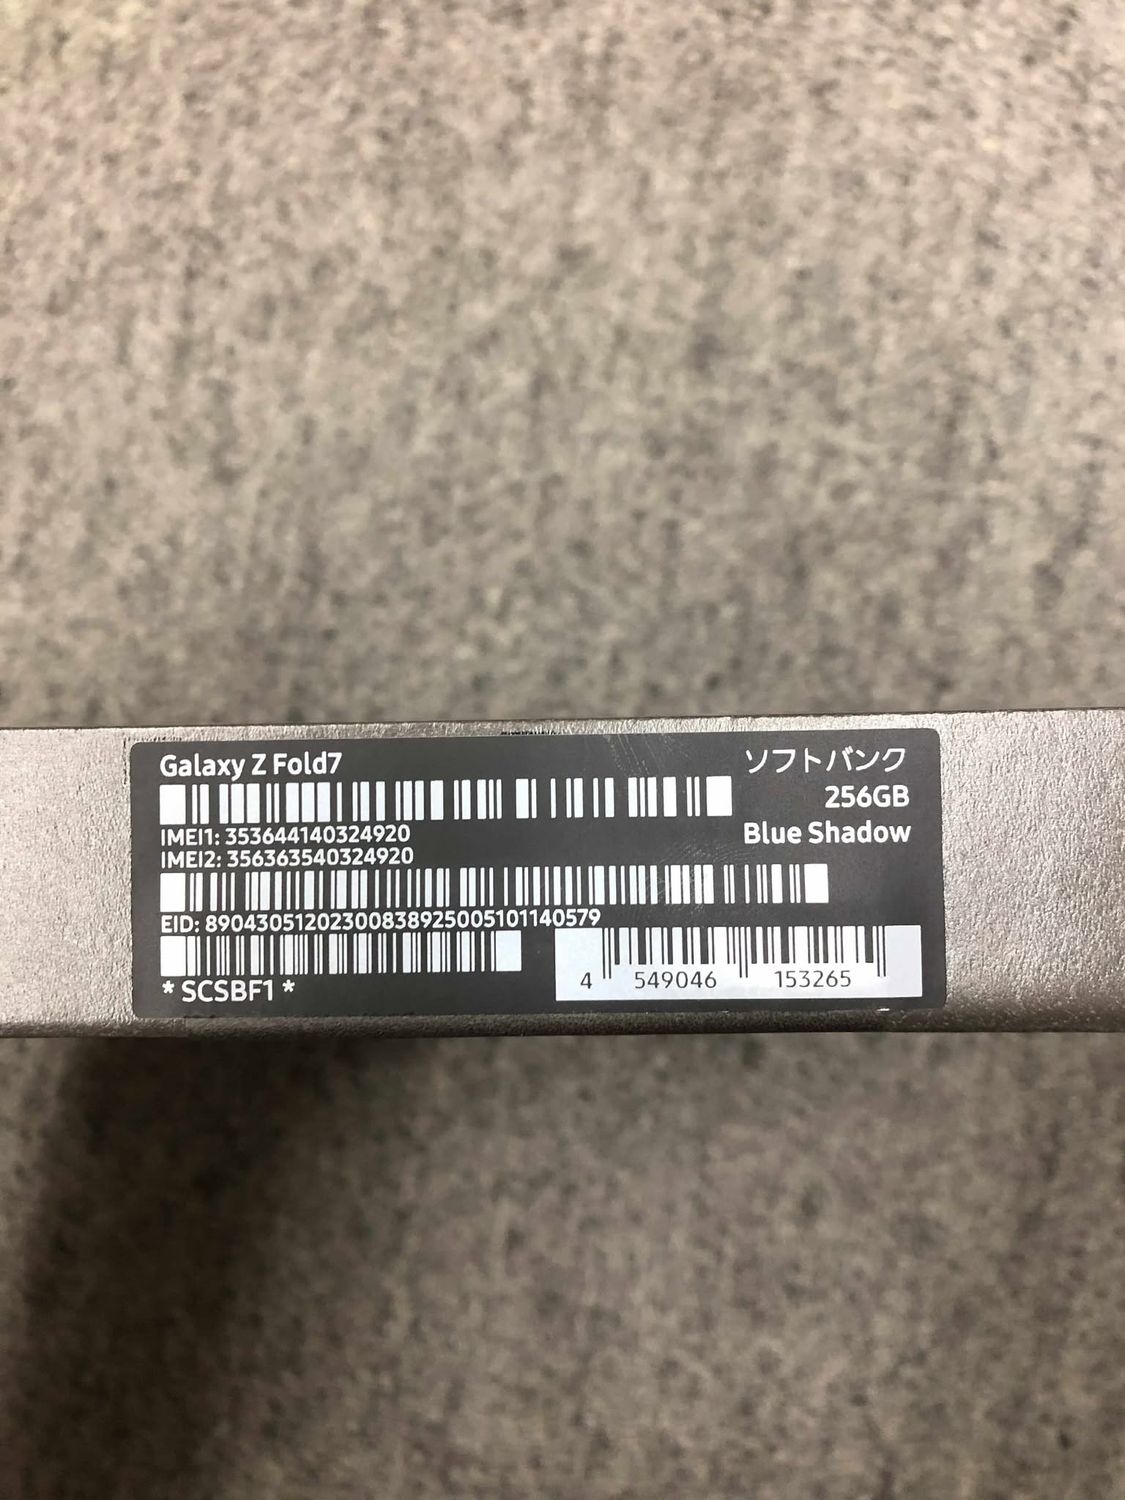 Galaxy Z Fold7
ソフトバンク
256GB
IMEI1: 353644140324920
Blue Shadow
IMEI2: 356363540324920
EID: 89043051202300838925005101140579
* SCSBF1 *
4 549046 153265